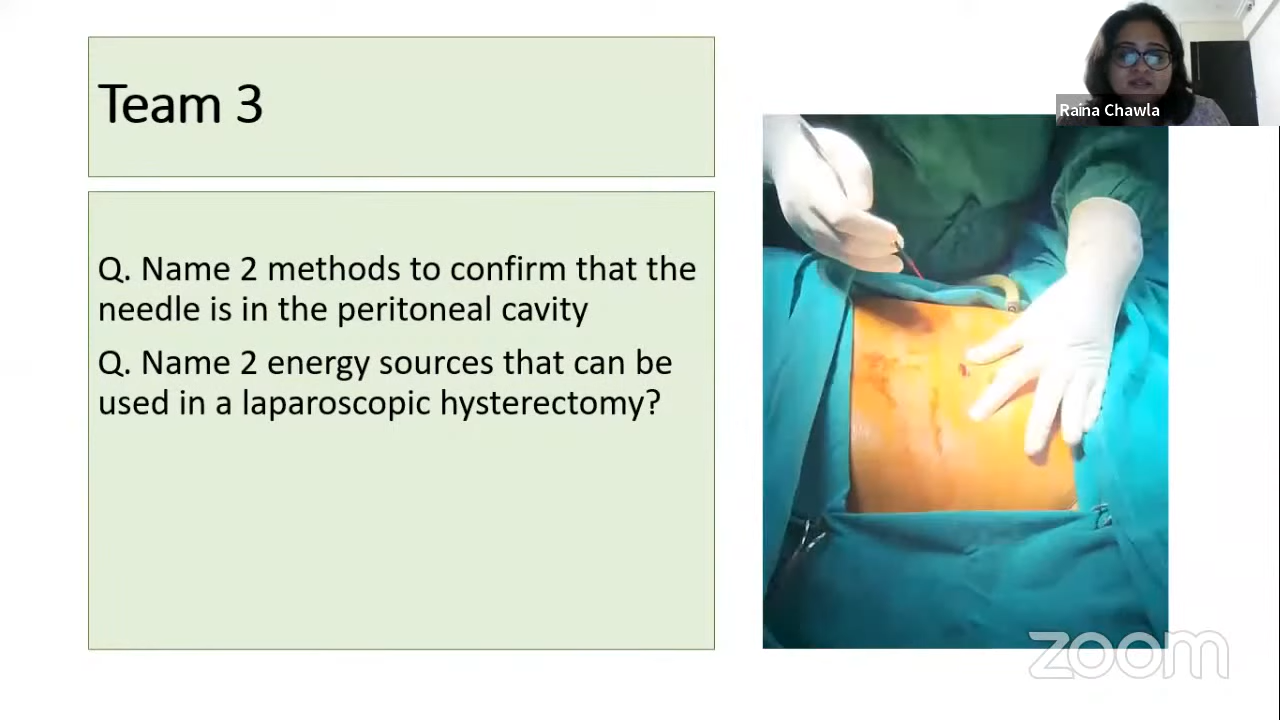 Team 3
Raina Chawla
Q. Name 2 methods to confirm that the
needle is in the peritoneal cavity
Q. Name 2 energy sources that can be
used in a laparoscopic hysterectomy?
zoom